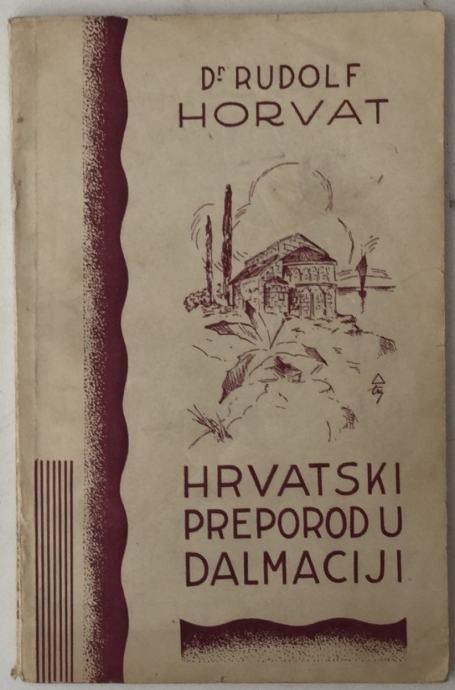 Dr RUDOLF
HORVAT
HRVATSKI
PREPOROD U
DALMACIJI